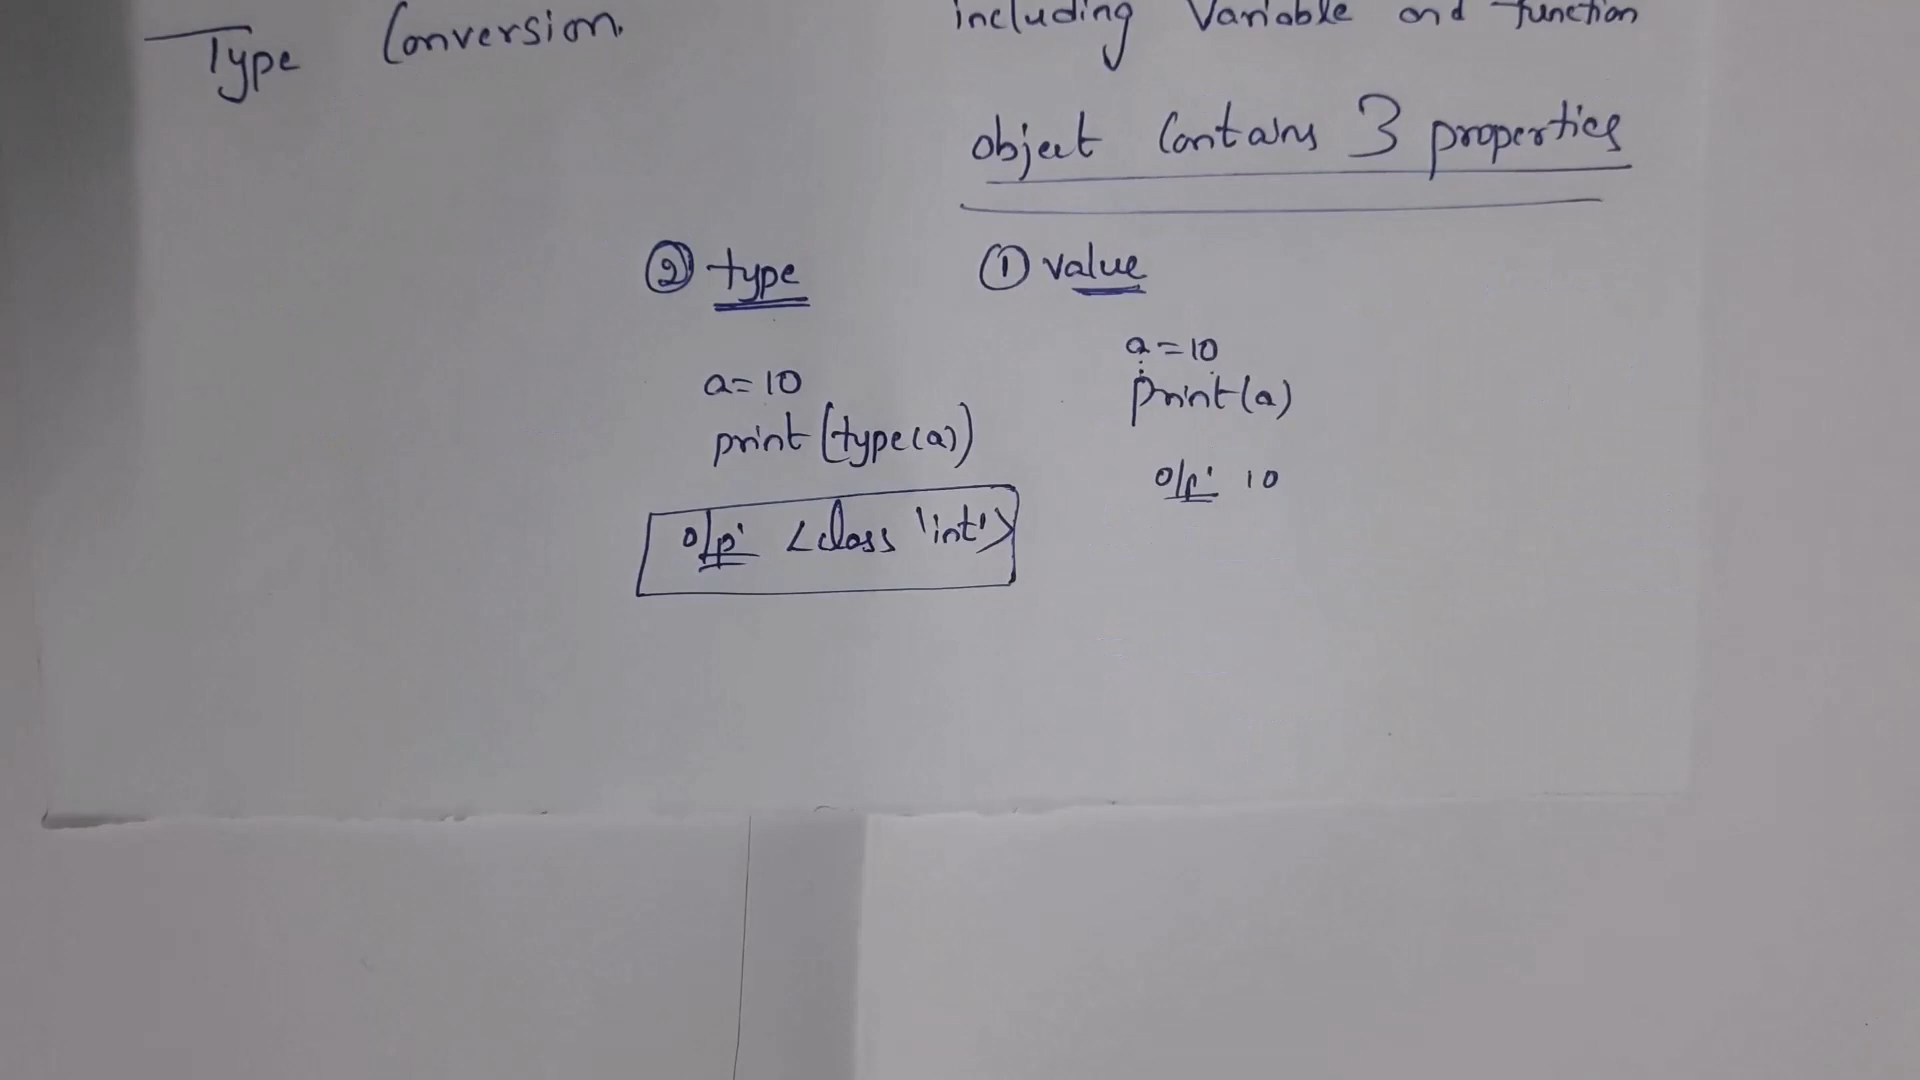 Type Conversion.
including Variable and function
object Contains 3 properties
② type
① value
a=10
print(type(a))
o/p: <class 'int'>
a=10
print(a)
o/p: 10